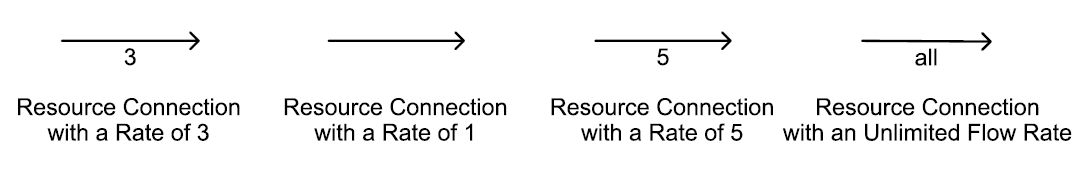 3
5
all
Resource Connection
with a Rate of 3
Resource Connection
with a Rate of 1
Resource Connection
with a Rate of 5
Resource Connection
with an Unlimited Flow Rate